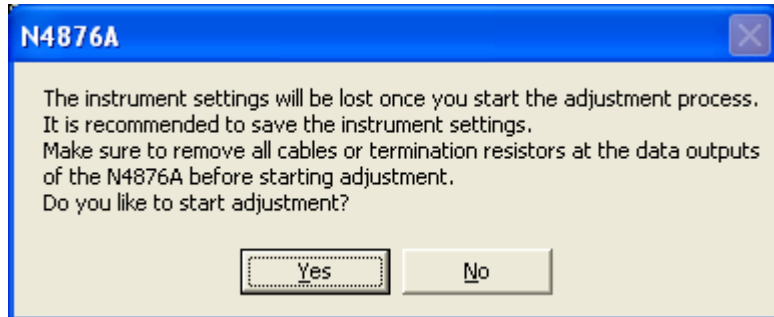 N4876A
The instrument settings will be lost once you start the adjustment process.
It is recommended to save the instrument settings.
Make sure to remove all cables or termination resistors at the data outputs
of the N4876A before starting adjustment.
Do you like to start adjustment?
Yes No